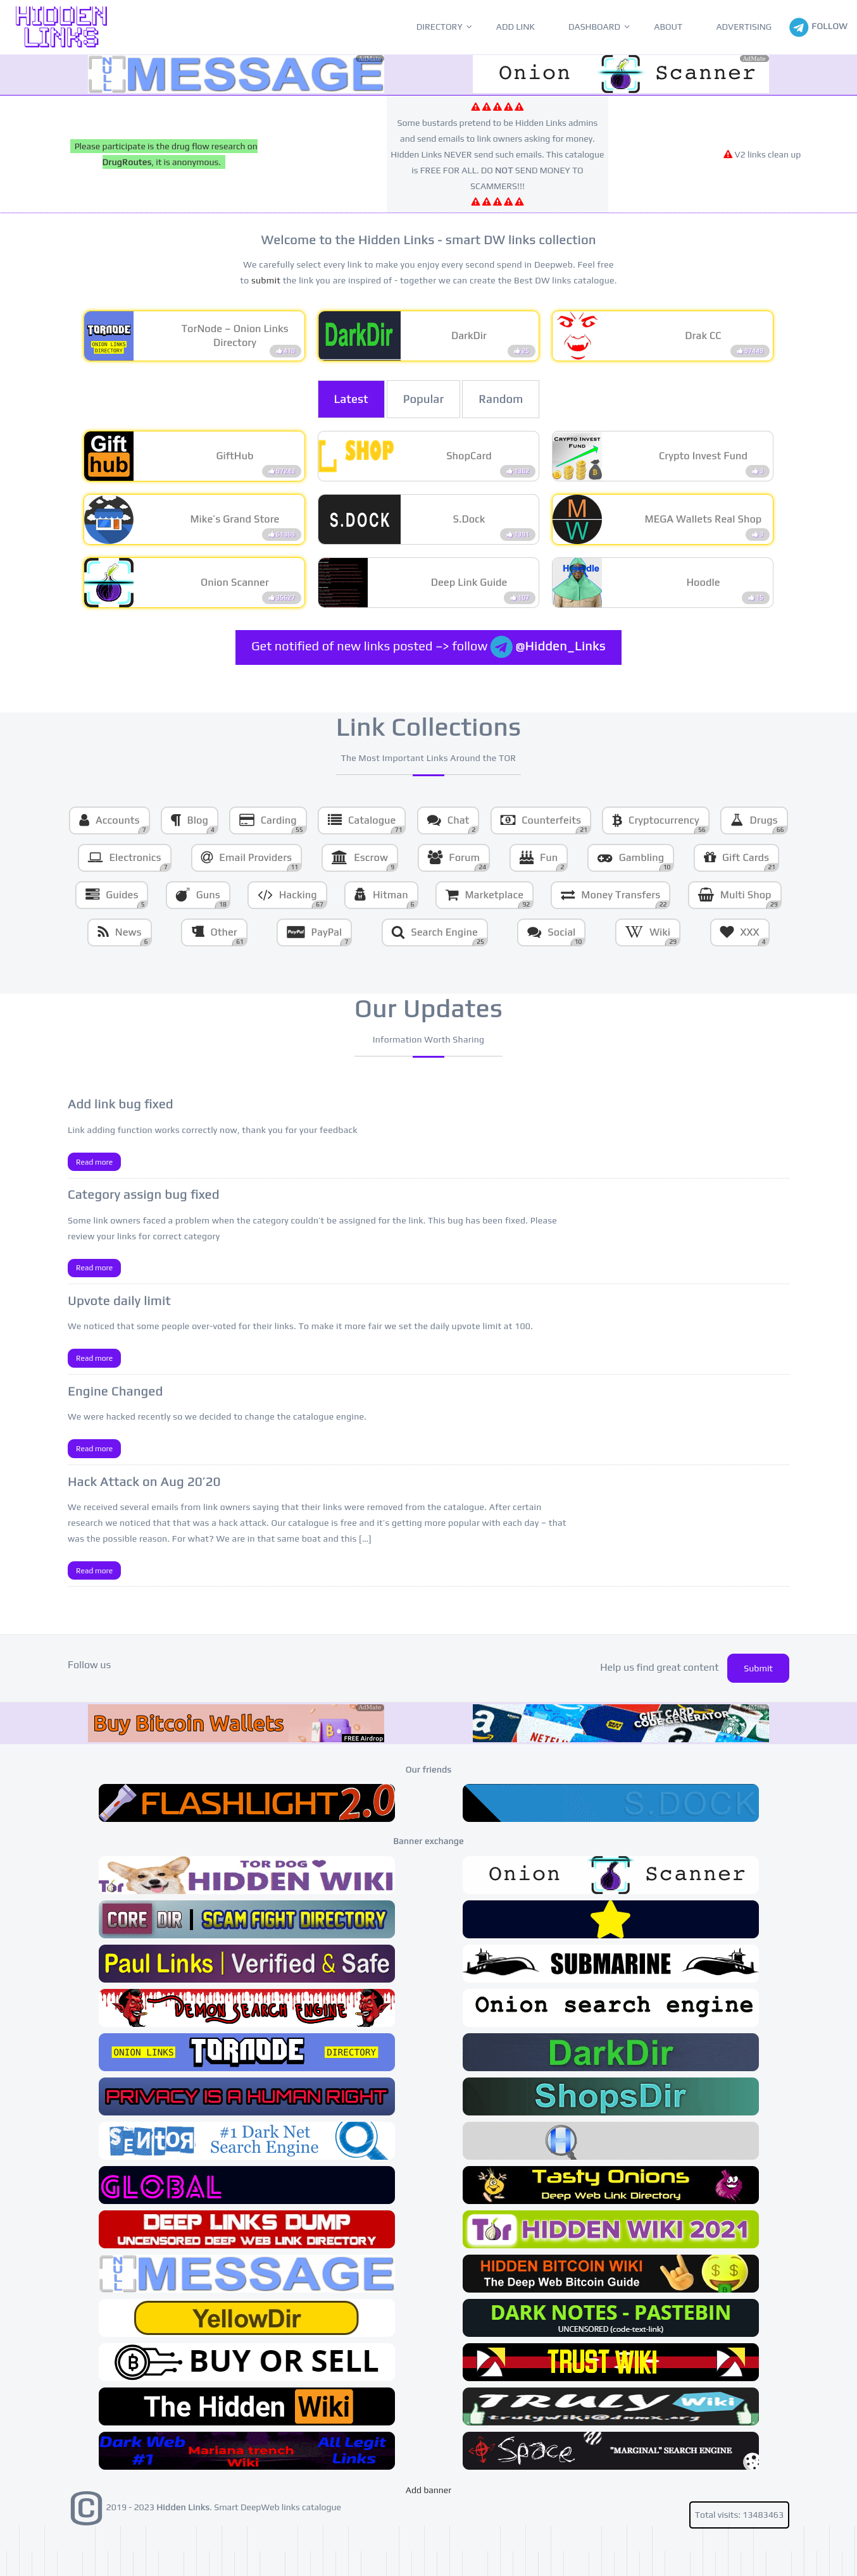 HIDDEN LINKS
DIRECTORY
ADD LINK
DASHBOARD
ABOUT
ADVERTISING
FOLLOW
NULL MESSAGE
AdMate
Onion Scanner
AdMate
Please participate is the drug flow research on
DrugRoutes, it is anonymous.
Some bustards pretend to be Hidden Links admins
and send emails to link owners asking for money.
Hidden Links NEVER send such emails. This catalogue
is FREE FOR ALL. DO NOT SEND MONEY TO
SCAMMERS!!!
V2 links clean up
Welcome to the Hidden Links - smart DW links collection
We carefully select every link to make you enjoy every second spend in Deepweb. Feel free
to submit the link you are inspired of - together we can create the Best DW links catalogue.
TORNODE
ONION LINKS
DIRECTORY
TorNode – Onion Links
Directory
DarkDir
DarkDir
Drak CC
Latest
Popular
Random
Gift
hub
GiftHub
SHOP
ShopCard
Crypto Invest
Fund
Crypto Invest Fund
Mike's Grand Store
S.DOCK
S.Dock
MW
MEGA Wallets Real Shop
Onion Scanner
Deep Link Guide
Hoodle
Hoodle
Get notified of new links posted –> follow @Hidden_Links
Link Collections
The Most Important Links Around the TOR
Accounts 7
Blog 4
Carding 55
Catalogue 71
Chat 2
Counterfeits 21
Cryptocurrency 56
Drugs 66
Electronics 7
Email Providers 11
Escrow 9
Forum 24
Fun 2
Gambling 10
Gift Cards 21
Guides 5
Guns 18
Hacking 67
Hitman 6
Marketplace 92
Money Transfers 22
Multi Shop 29
News 6
Other 61
PayPal 7
Search Engine 25
Social 10
Wiki 29
XXX 4
Our Updates
Information Worth Sharing
Add link bug fixed
Link adding function works correctly now, thank you for your feedback
Read more
Category assign bug fixed
Some link owners faced a problem when the category couldn't be assigned for the link. This bug has been fixed. Please
review your links for correct category
Read more
Upvote daily limit
We noticed that some people over-voted for their links. To make it more fair we set the daily upvote limit at 100.
Read more
Engine Changed
We were hacked recently so we decided to change the catalogue engine.
Read more
Hack Attack on Aug 20'20
We received several emails from link owners saying that their links were removed from the catalogue. After certain
research we noticed that that was a hack attack. Our catalogue is free and it's getting more popular with each day – that
was the possible reason. For what? We are in that same boat and this […]
Read more
Follow us
Help us find great content
Submit
Buy Bitcoin Wallets
AdMate
FREE Airdrop
GIFT CARD
CODE GENERATOR
Our friends
FLASHLIGHT 2.0
S.DOCK
Banner exchange
TOR DOG
Tor HIDDEN WIKI
Onion Scanner
CORE DIR | SCAM FIGHT DIRECTORY
Paul Links | Verified & Safe
SUBMARINE
DEMON SEARCH ENGINE
Onion search engine
ONION LINKS TORNODE DIRECTORY
DarkDir
PRIVACY IS A HUMAN RIGHT
ShopsDir
SENTOR
#1 Dark Net
Search Engine
H
GLOBAL
Tasty Onions
Deep Web Link Directory
DEEP LINKS DUMP
UNCENSORED DEEP WEB LINK DIRECTORY
Tor HIDDEN WIKI 2021
NULL MESSAGE
HIDDEN BITCOIN WIKI
The Deep Web Bitcoin Guide
YellowDir
DARK NOTES - PASTEBIN
UNCENSORED (code-text-link)
BUY OR SELL
TRUST WIKI
The Hidden Wiki
TRULY Wiki
trulywiki@dnmx.org
Dark Web
#1
Mariana trench
Wiki
All Legit
Links
Space
"MARGINAL" SEARCH ENGINE
Add banner
© 2019 - 2023 Hidden Links. Smart DeepWeb links catalogue
Total visits: 13483463